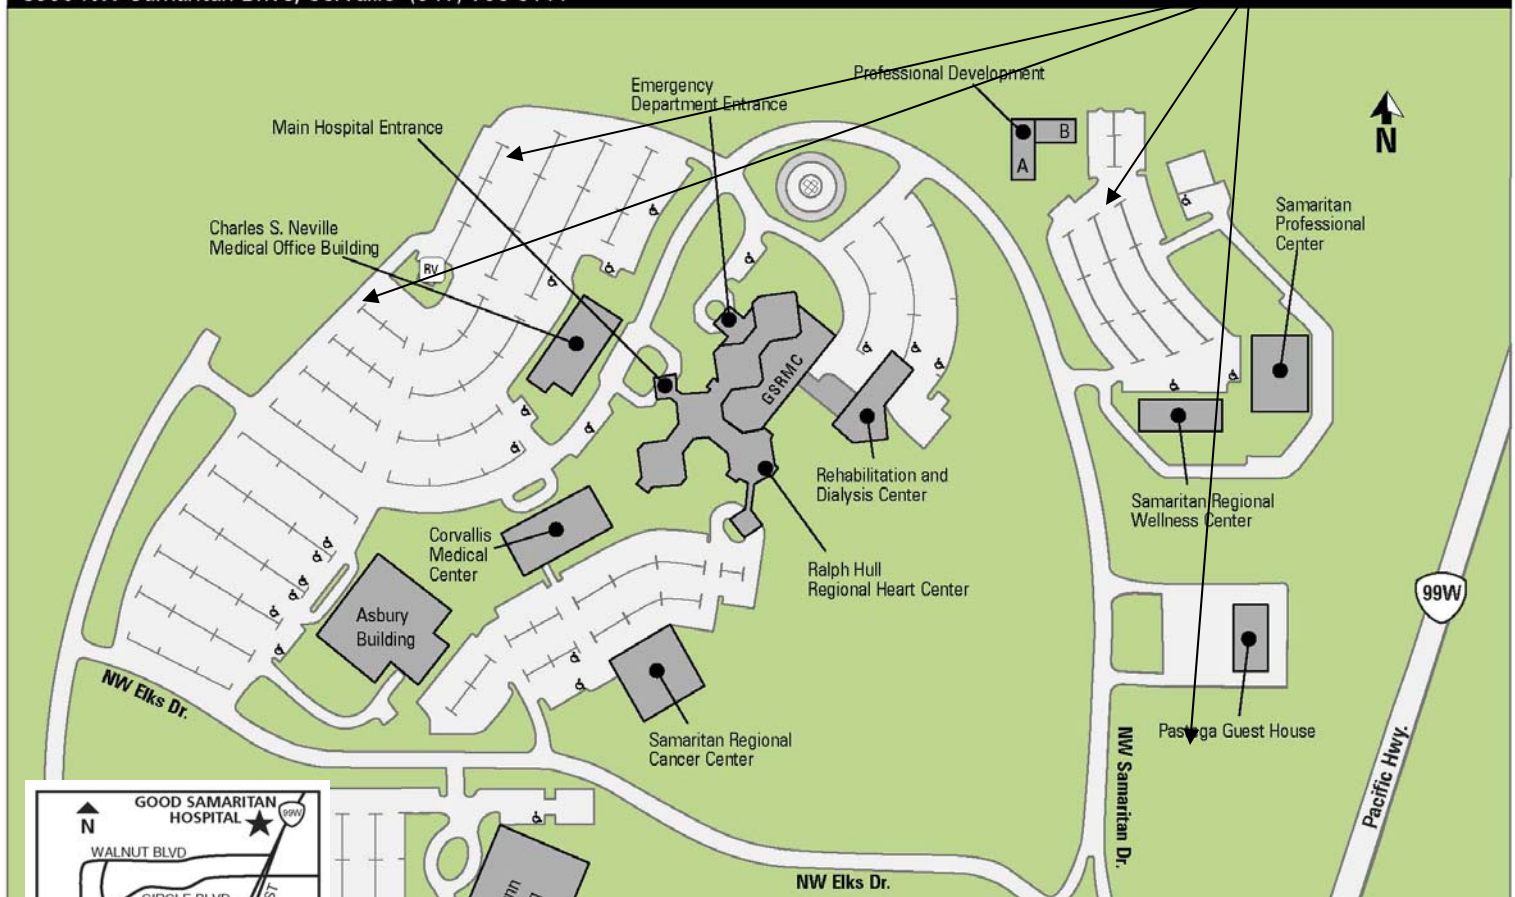 Professional Development
Emergency
Department Entrance
Main Hospital Entrance
B
A
N
Samaritan
Professional
Center
Charles S. Neville
Medical Office Building
RV
GSRMC
Rehabilitation and
Dialysis Center
Samaritan Regional
Wellness Center
Corvallis
Medical
Center
Ralph Hull
Regional Heart Center
99W
Asbury
Building
NW Elks Dr.
Pastega Guest House
Samaritan Regional
Cancer Center
NW Samaritan Dr.
Pacific Hwy.
GOOD SAMARITAN
HOSPITAL
99W
N
WALNUT BLVD
CIRCLE BLVD
NW Elks Dr.